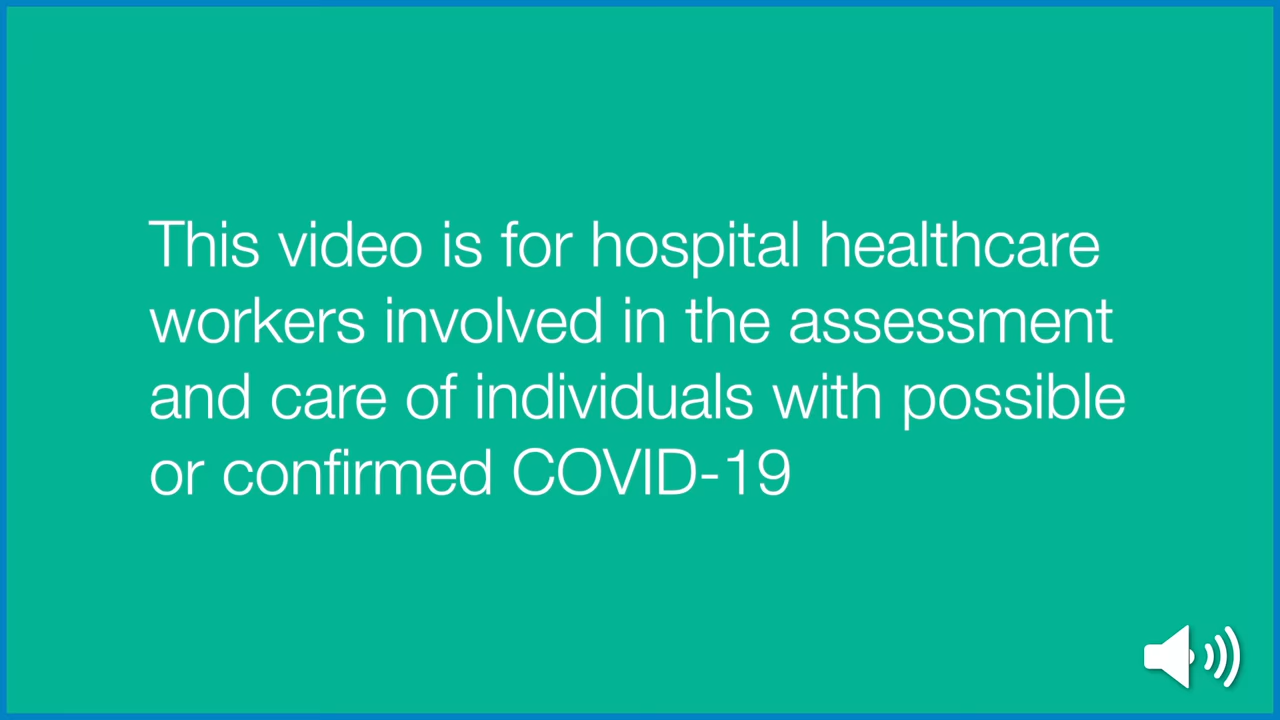 This video is for hospital healthcare
workers involved in the assessment
and care of individuals with possible
or confirmed COVID-19